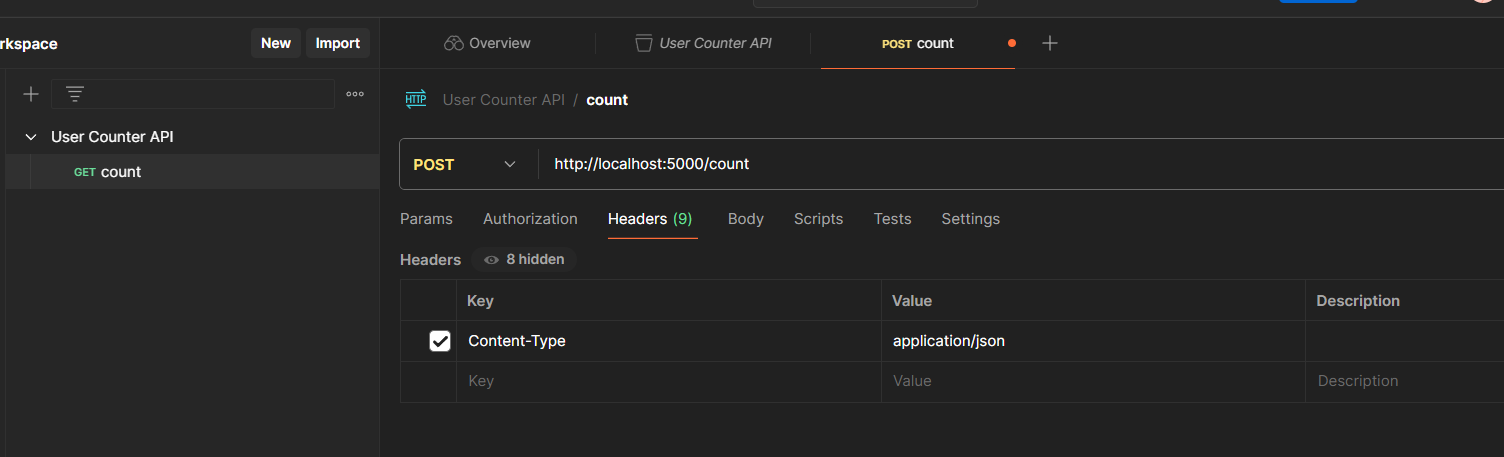 rkspace New Import
Overview User Counter API POST count
HTTP User Counter API / count
User Counter API
GET count
POST http://localhost:5000/count
Params Authorization Headers (9) Body Scripts Tests Settings
Headers 8 hidden
Key Value Description
Content-Type application/json
Key Value Description